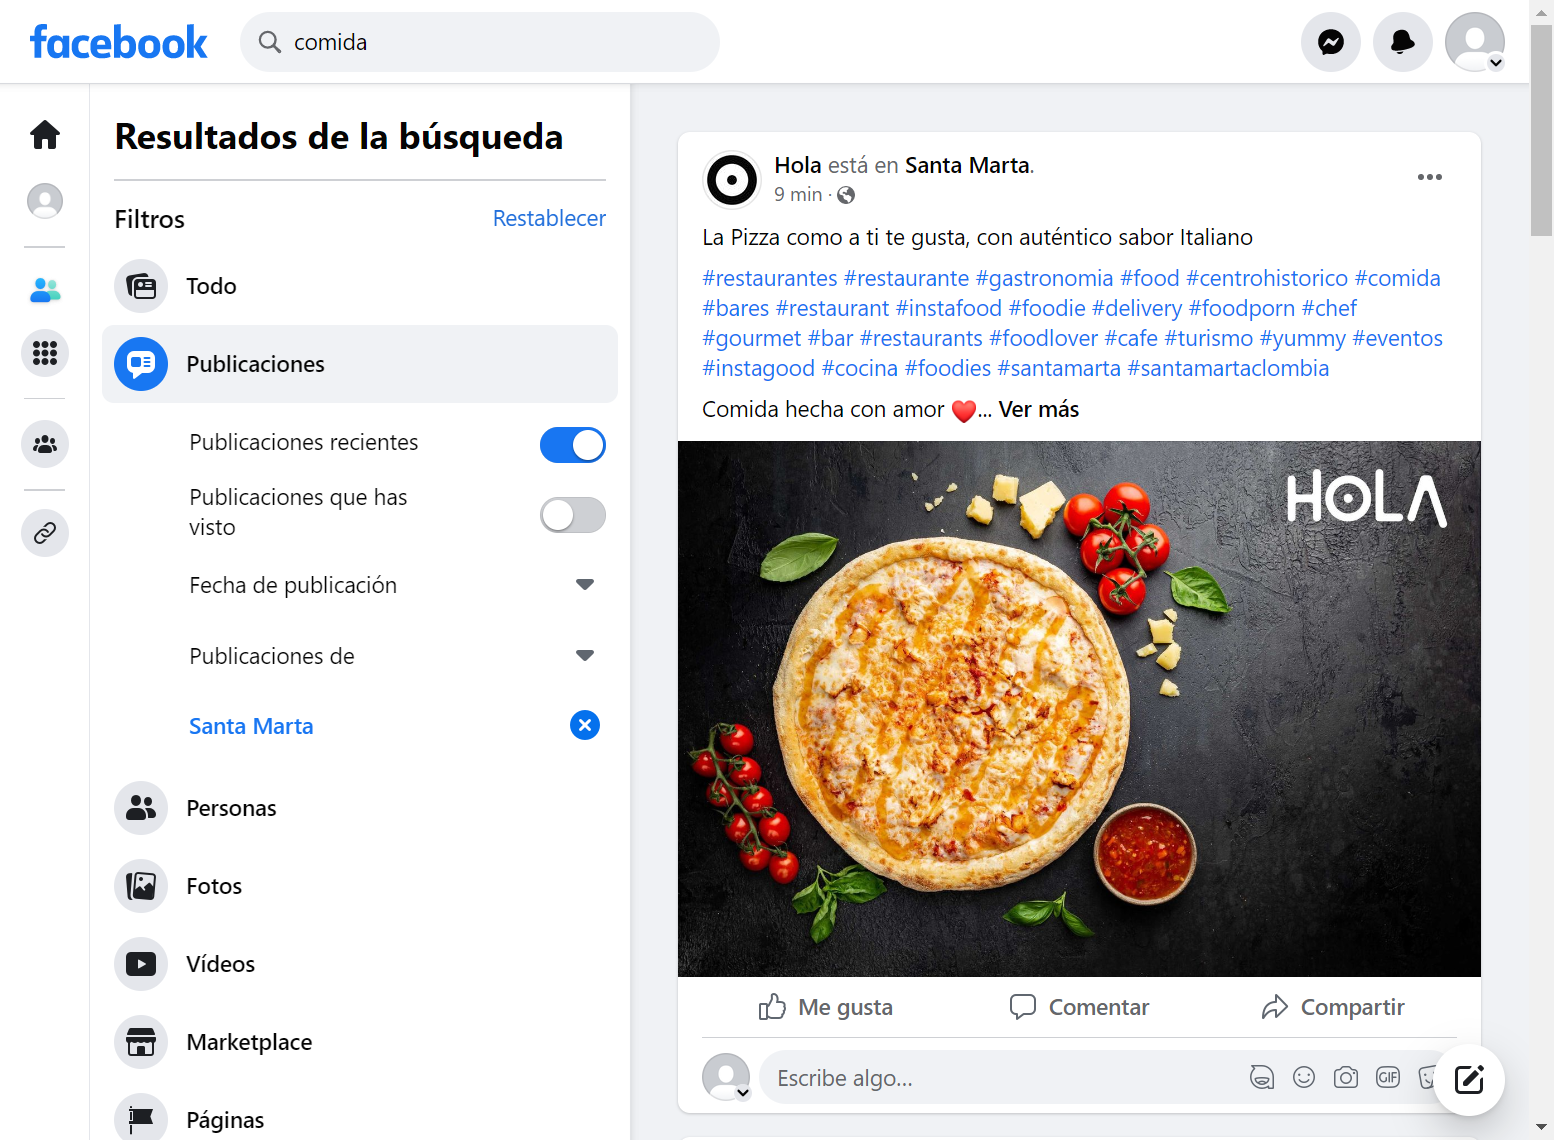 facebook
comida
Resultados de la búsqueda
Filtros
Restablecer
Todo
Publicaciones
Publicaciones recientes
Publicaciones que has
visto
Fecha de publicación
Publicaciones de
Santa Marta
Personas
Fotos
Vídeos
Marketplace
Páginas
Hola está en Santa Marta.
9 min ·
La Pizza como a ti te gusta, con auténtico sabor Italiano
#restaurantes #restaurante #gastronomia #food #centrohistorico #comida
#bares #restaurant #instafood #foodie #delivery #foodporn #chef
#gourmet #bar #restaurants #foodlover #cafe #turismo #yummy #eventos
#instagood #cocina #foodies #santamarta #santamartaclombia
Comida hecha con amor ❤️... Ver más
HOLA
Me gusta
Comentar
Compartir
Escribe algo...
GIF